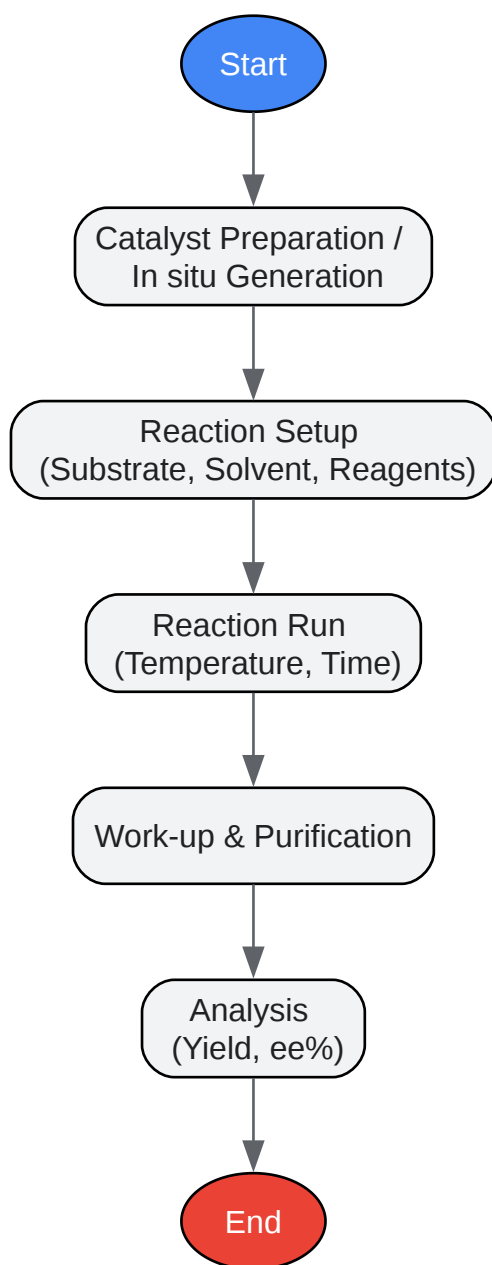 Start
Catalyst Preparation /
In situ Generation
Reaction Setup
(Substrate, Solvent, Reagents)
Reaction Run
(Temperature, Time)
Work-up & Purification
Analysis
(Yield, ee%)
End